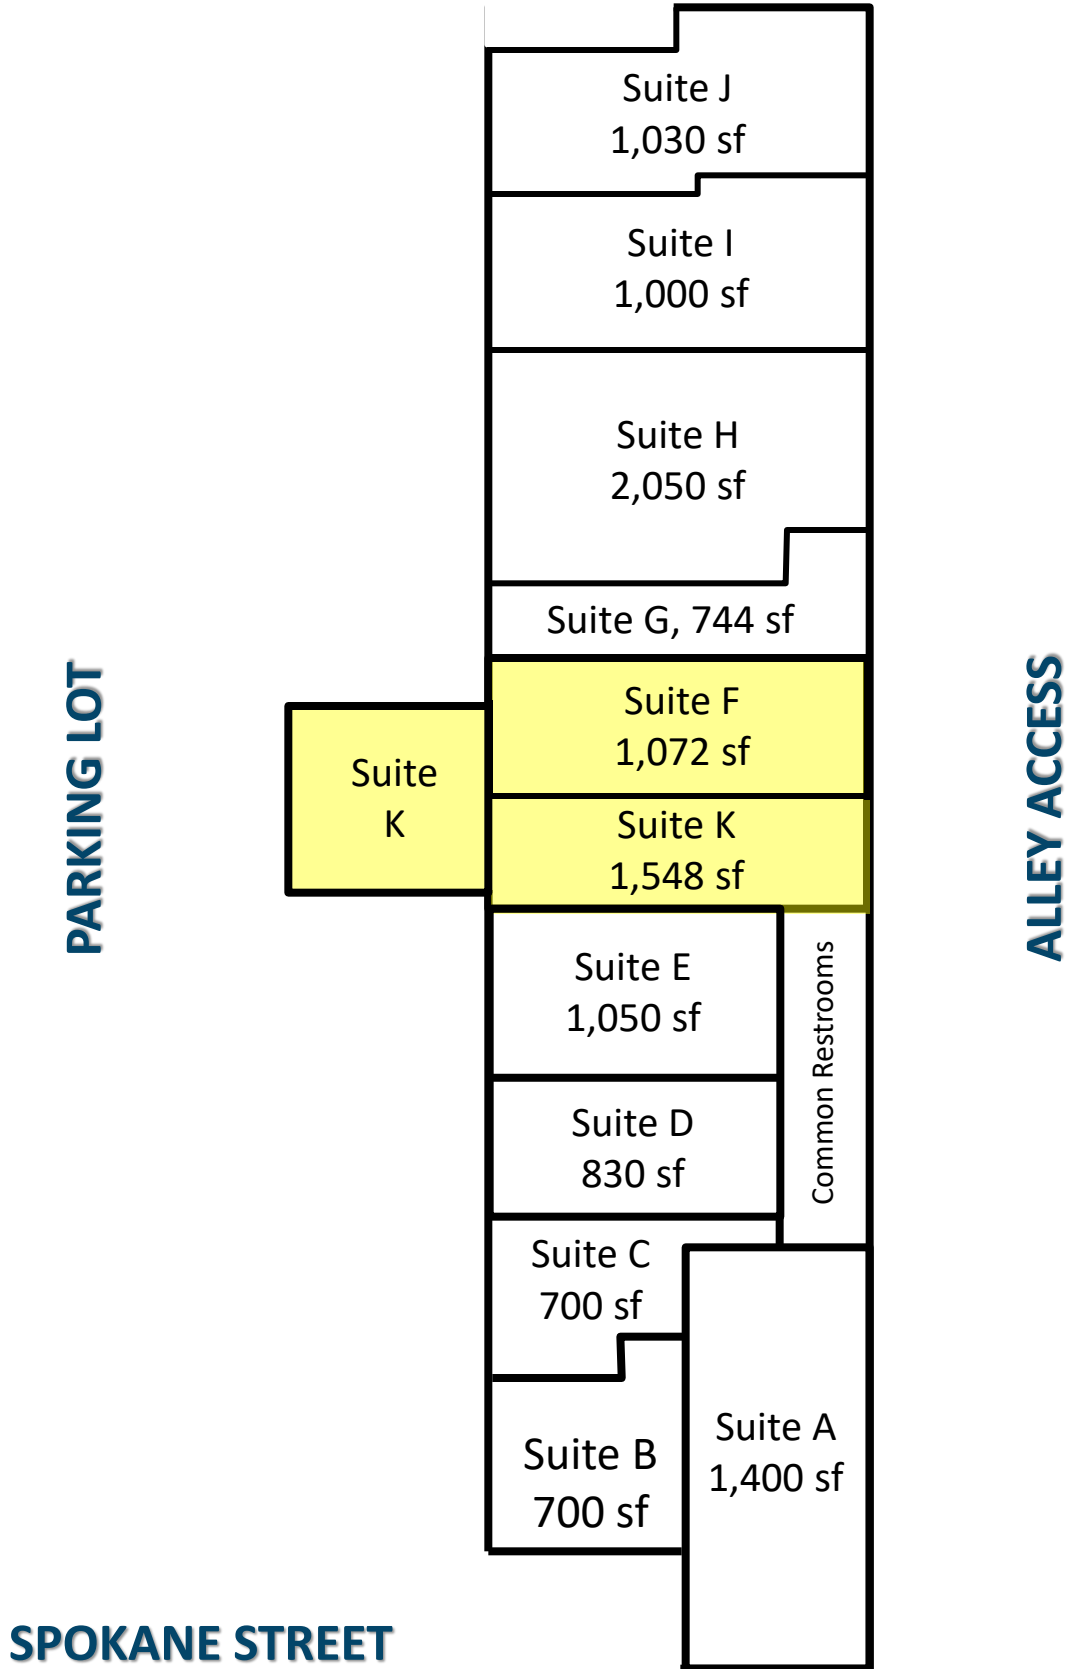 Suite J
1,030 sf
Suite I
1,000 sf
Suite H
2,050 sf
Suite G, 744 sf
Suite F
1,072 sf
Suite
K
Suite K
1,548 sf
PARKING LOT
ALLEY ACCESS
Suite E
1,050 sf
Common Restrooms
Suite D
830 sf
Suite C
700 sf
Suite A
1,400 sf
Suite B
700 sf
SPOKANE STREET